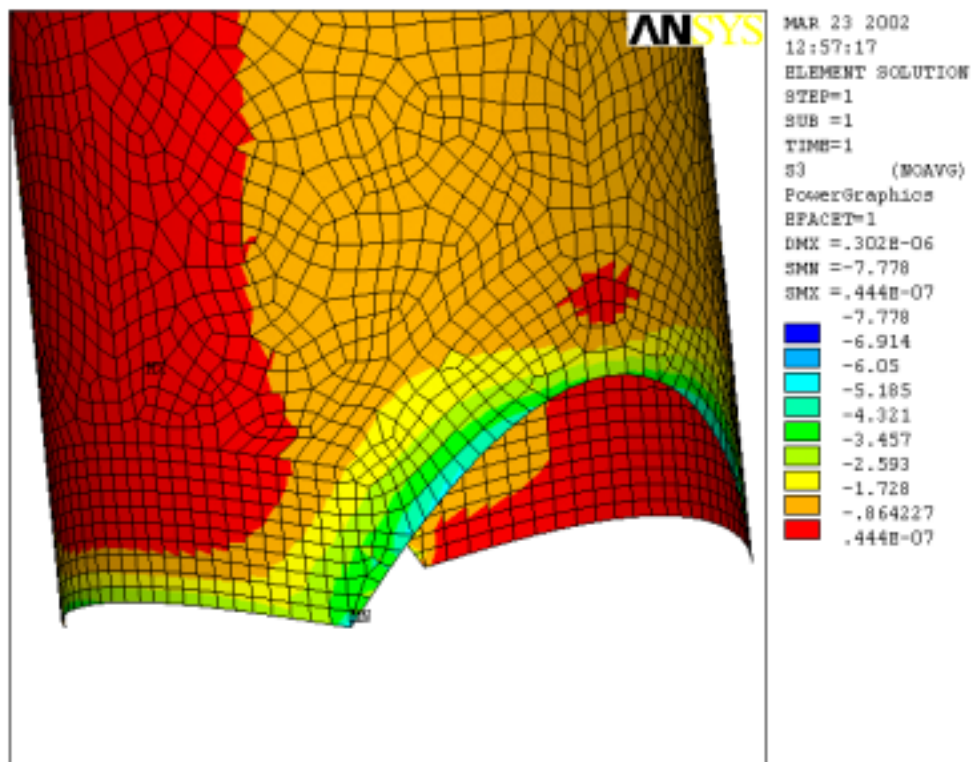 ANSYS
MAR 23 2002
12:57:17
ELEMENT SOLUTION
STEP=1
SUB =1
TIME=1
S3 (NOAVG)
PowerGraphics
EFACET=1
DMX =.302E-06
SMN =-7.778
SMX =.444E-07
-7.778
-6.914
-6.05
-5.185
-4.321
-3.457
-2.593
-1.728
-.864227
.444E-07
MX